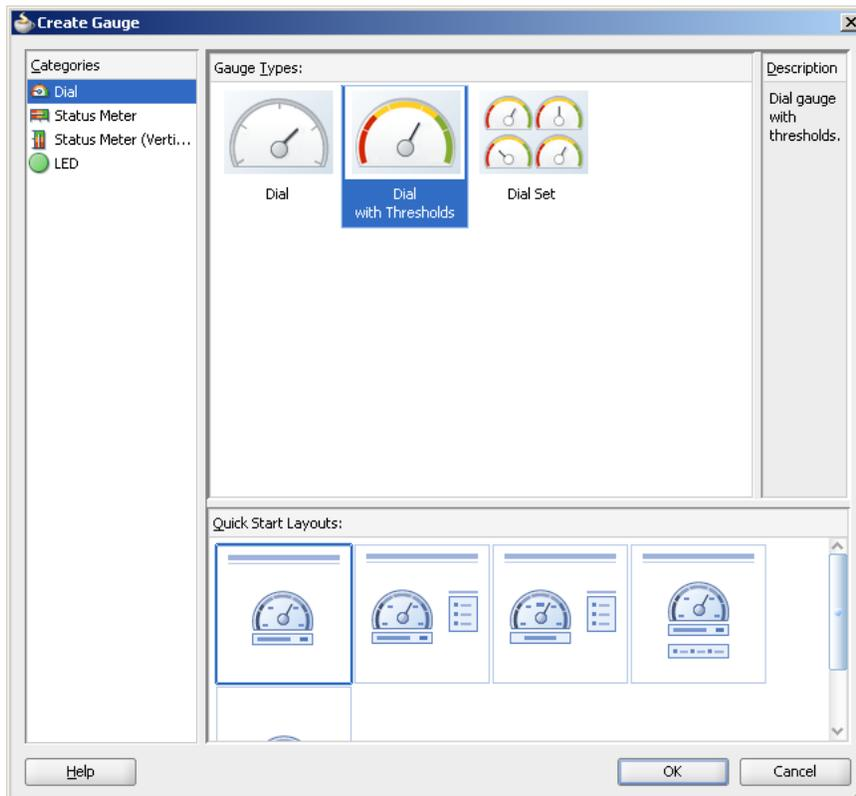 Create Gauge
Categories
Dial
Status Meter
Status Meter (Verti...
LED
Gauge Types:
Dial
Dial
with Thresholds
Dial Set
Description
Dial gauge
with
thresholds.
Quick Start Layouts:
Help
OK
Cancel